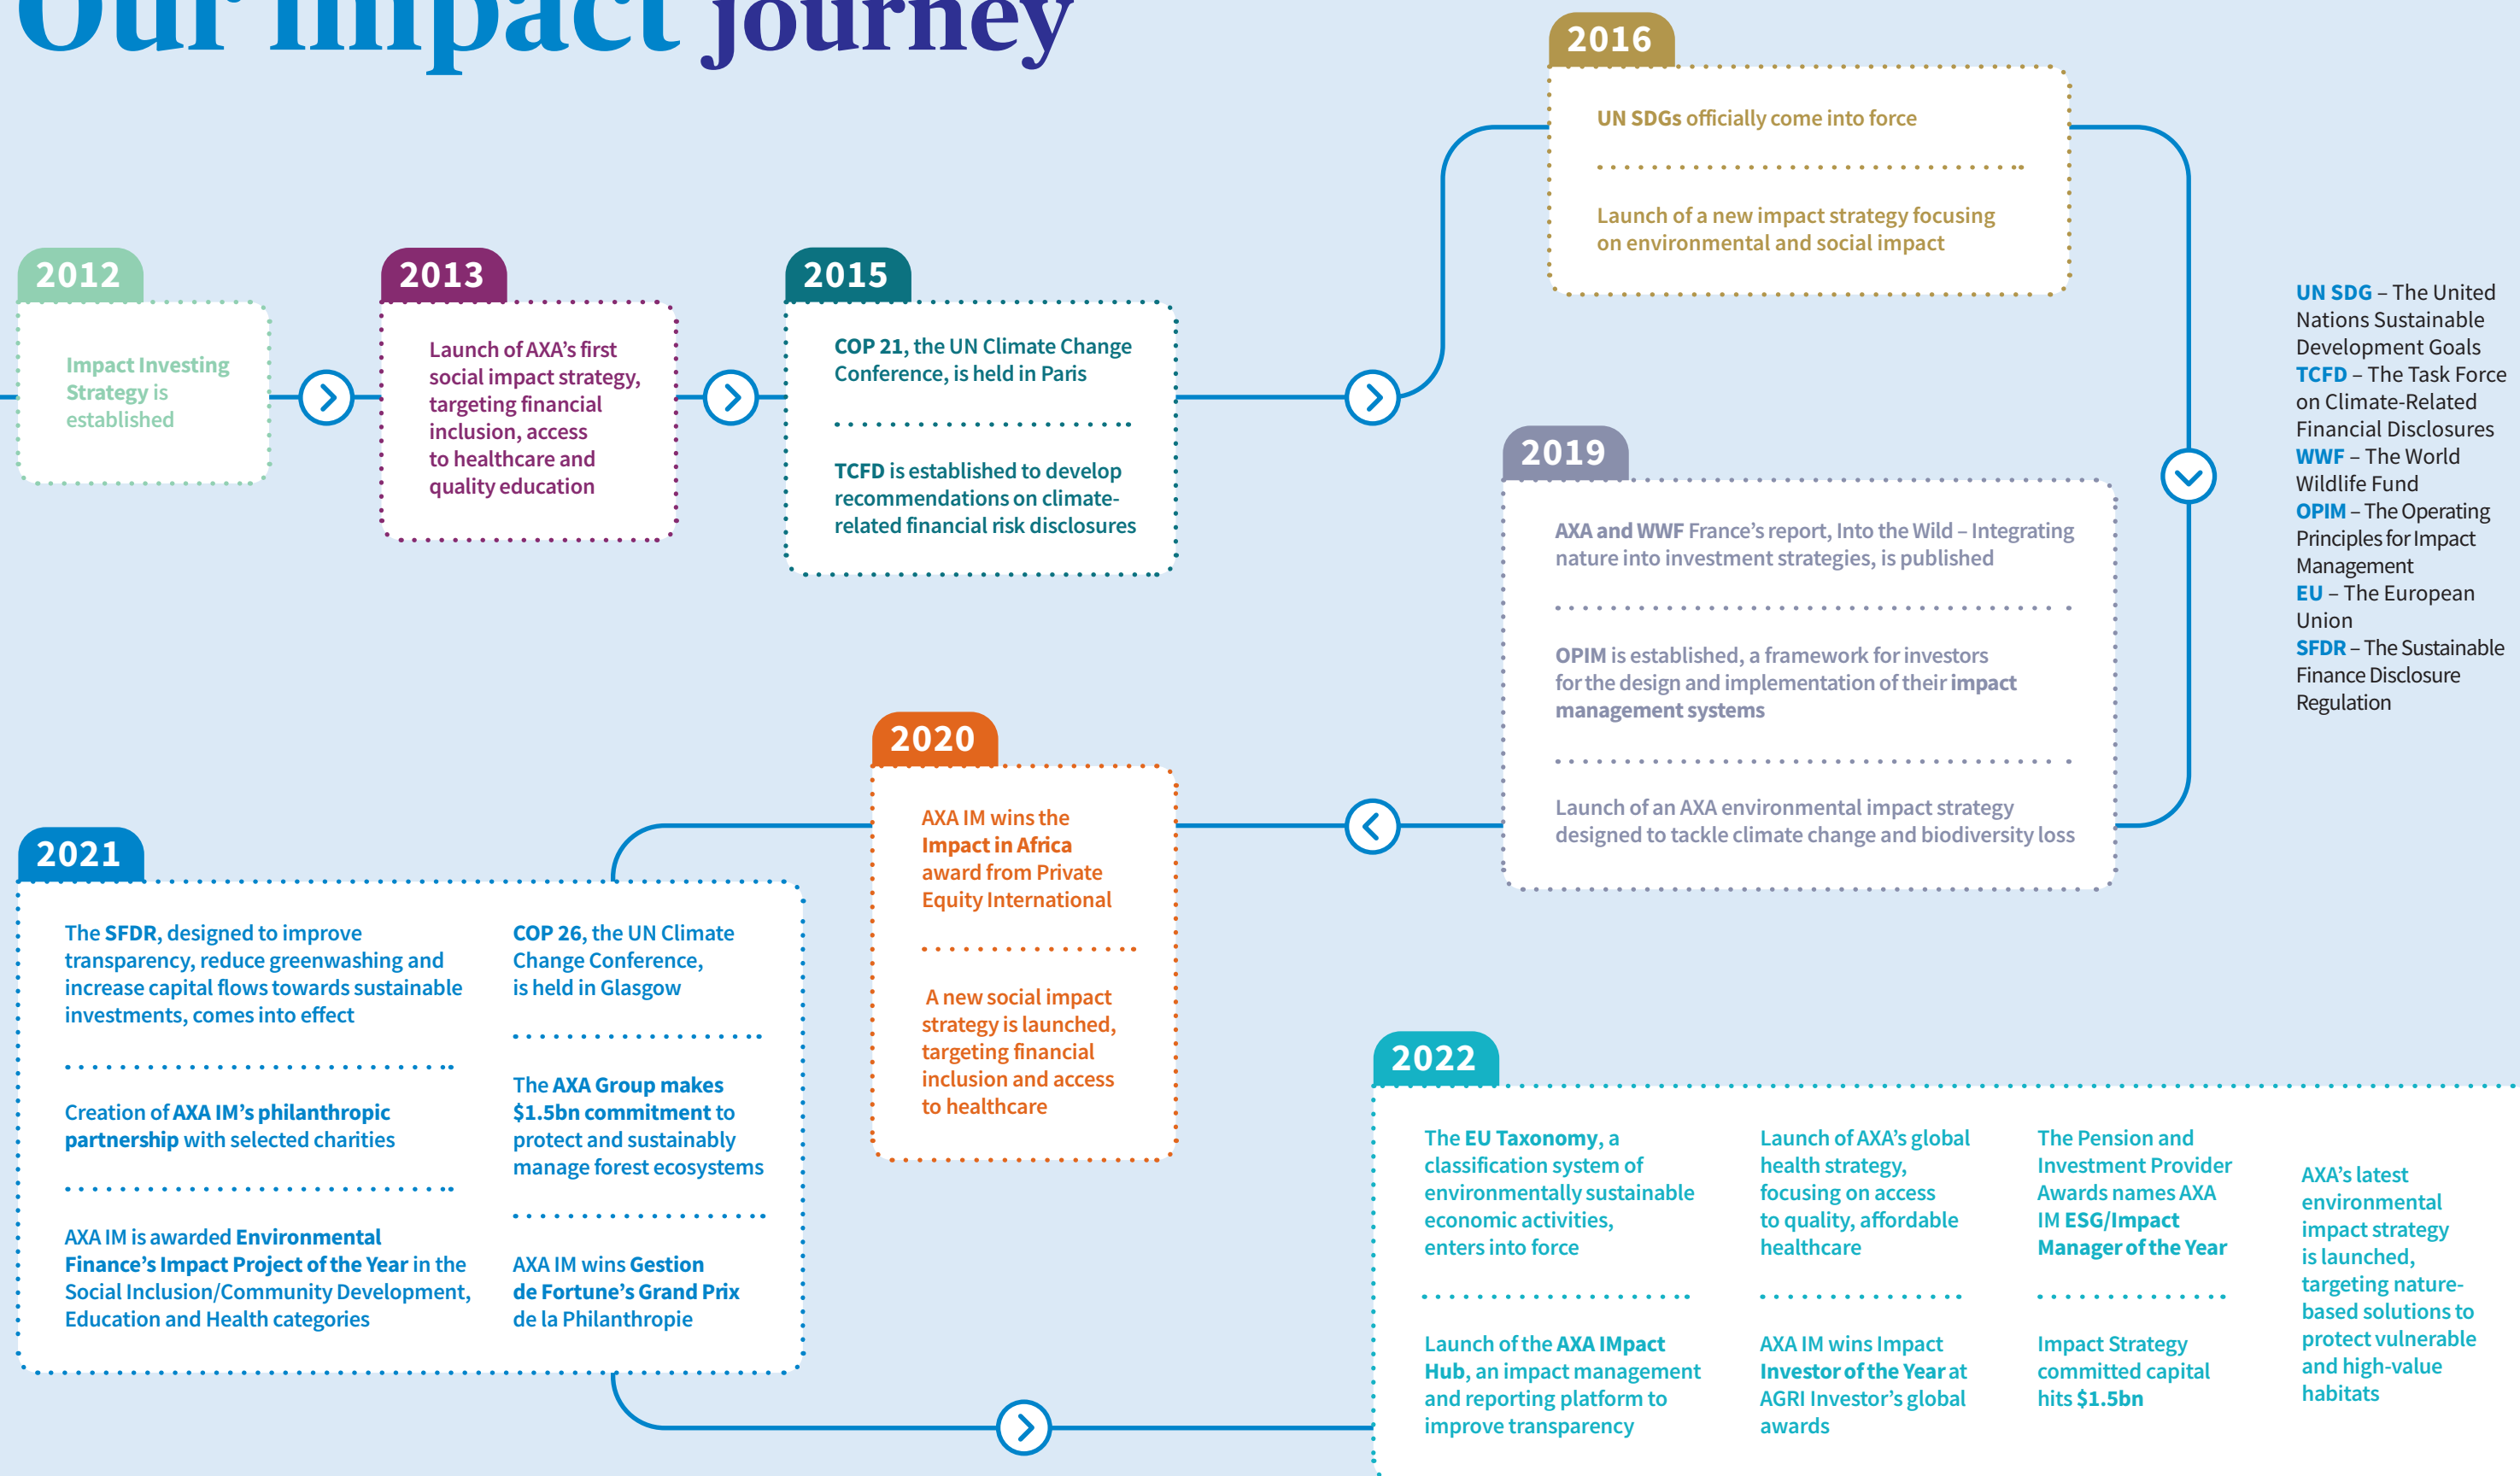 Our impact journey
2012
Impact Investing
Strategy is
established
2013
Launch of AXA’s first
social impact strategy,
targeting financial
inclusion, access
to healthcare and
quality education
2015
COP 21, the UN Climate Change
Conference, is held in Paris
TCFD is established to develop
recommendations on climate-
related financial risk disclosures
2016
UN SDGs officially come into force
Launch of a new impact strategy focusing
on environmental and social impact
2019
AXA and WWF France’s report, Into the Wild – Integrating
nature into investment strategies, is published
OPIM is established, a framework for investors
for the design and implementation of their impact
management systems
Launch of an AXA environmental impact strategy
designed to tackle climate change and biodiversity loss
UN SDG – The United
Nations Sustainable
Development Goals
TCFD – The Task Force
on Climate-Related
Financial Disclosures
WWF – The World
Wildlife Fund
OPIM – The Operating
Principles for Impact
Management
EU – The European
Union
SFDR – The Sustainable
Finance Disclosure
Regulation
2020
AXA IM wins the
Impact in Africa
award from Private
Equity International
A new social impact
strategy is launched,
targeting financial
inclusion and access
to healthcare
2021
The SFDR, designed to improve
transparency, reduce greenwashing and
increase capital flows towards sustainable
investments, comes into effect
Creation of AXA IM’s philanthropic
partnership with selected charities
AXA IM is awarded Environmental
Finance’s Impact Project of the Year in the
Social Inclusion/Community Development,
Education and Health categories
COP 26, the UN Climate
Change Conference,
is held in Glasgow
The AXA Group makes
$1.5bn commitment to
protect and sustainably
manage forest ecosystems
AXA IM wins Gestion
de Fortune’s Grand Prix
de la Philanthropie
2022
The EU Taxonomy, a
classification system of
environmentally sustainable
economic activities,
enters into force
Launch of the AXA IMpact
Hub, an impact management
and reporting platform to
improve transparency
Launch of AXA’s global
health strategy,
focusing on access
to quality, affordable
healthcare
AXA IM wins Impact
Investor of the Year at
AGRI Investor’s global
awards
The Pension and
Investment Provider
Awards names AXA
IM ESG/Impact
Manager of the Year
Impact Strategy
committed capital
hits $1.5bn
AXA’s latest
environmental
impact strategy
is launched,
targeting nature-
based solutions to
protect vulnerable
and high-value
habitats